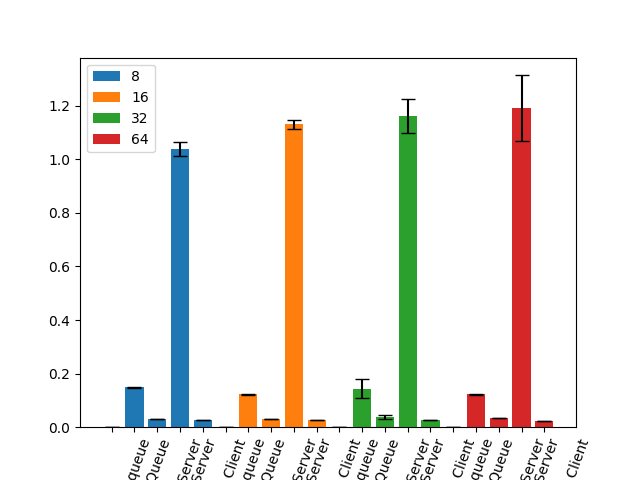 8
16
32
64
1.2
1.0
0.8
0.6
0.4
0.2
0.0
queue
Queue
Server
Server
Client
queue
Queue
Server
Server
Client
queue
Queue
Server
Server
Client
queue
Queue
Server
Server
Client